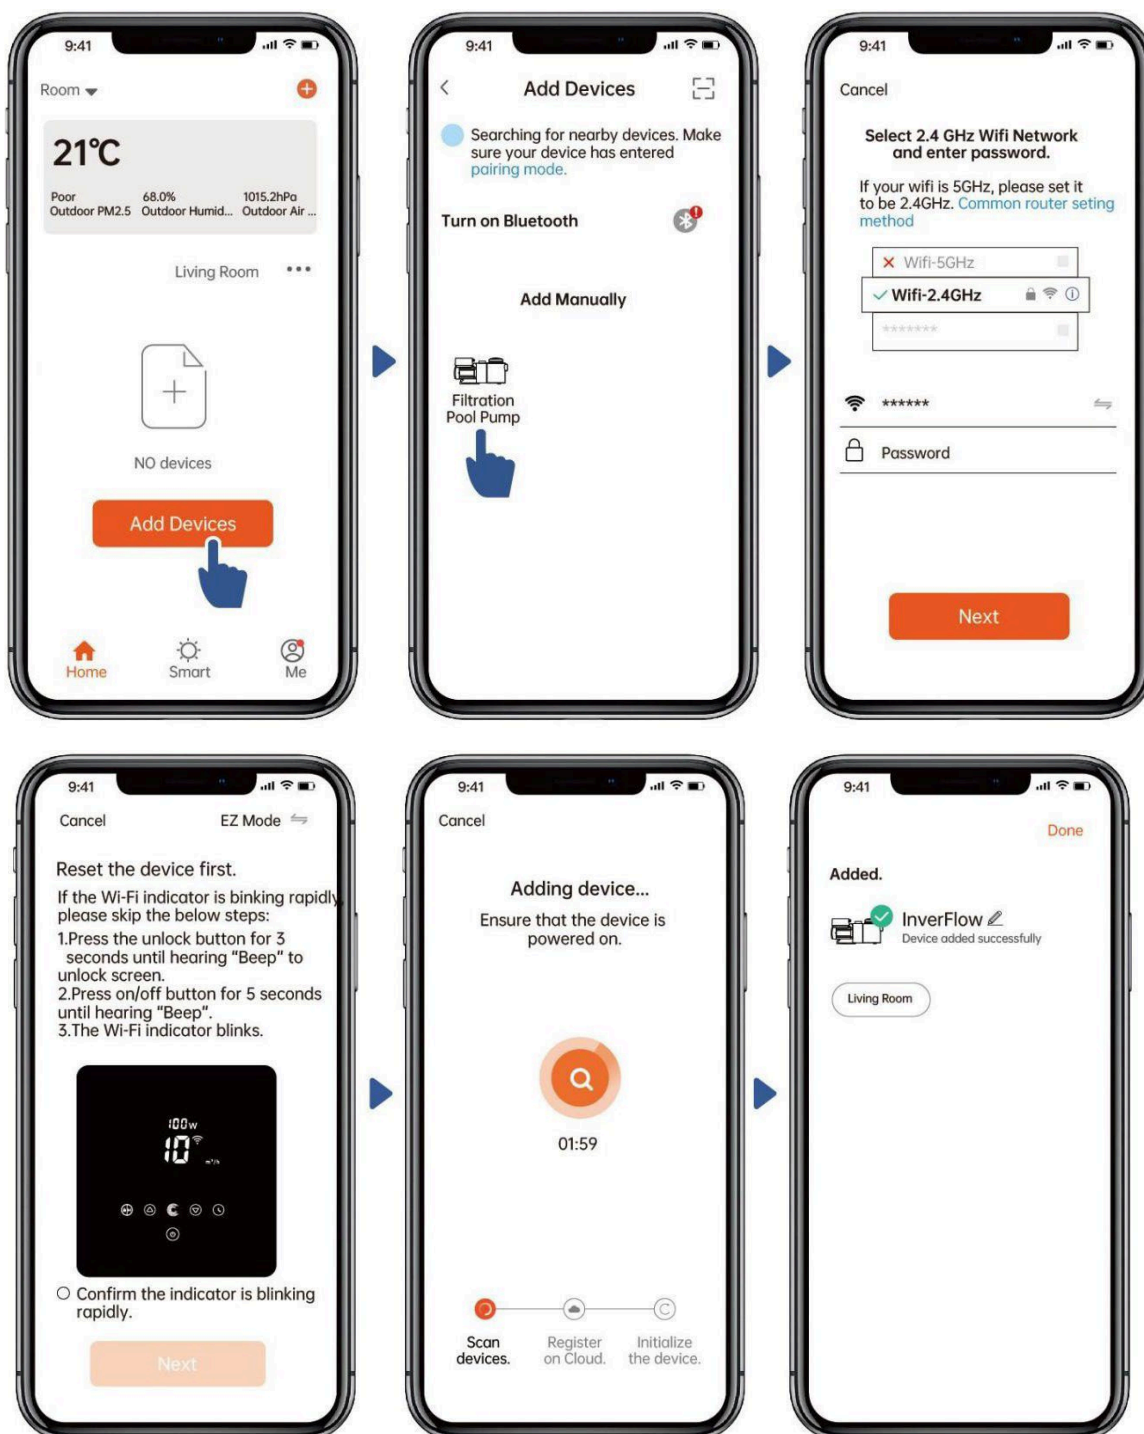 9:41
Room
21℃
Poor 68.0% 1015.2hPa
Outdoor PM2.5 Outdoor Humid... Outdoor Air ...
Living Room
NO devices
Add Devices
Home Smart Me
9:41
Add Devices
Searching for nearby devices. Make
sure your device has entered
pairing mode.
Turn on Bluetooth
Add Manually
Filtration
Pool Pump
9:41
Cancel
Select 2.4 GHz Wifi Network
and enter password.
If your wifi is 5GHz, please set it
to be 2.4GHz. Common router seting
method
Wifi-5GHz
Wifi-2.4GHz
*******
******
Password
Next
9:41
Cancel EZ Mode
Reset the device first.
If the Wi-Fi indicator is binking rapidly,
please skip the below steps:
1.Press the unlock button for 3
seconds until hearing "Beep" to
unlock screen.
2.Press on/off button for 5 seconds
until hearing "Beep".
3.The Wi-Fi indicator blinks.
100w
10
m³/h
Confirm the indicator is blinking
rapidly.
Next
9:41
Cancel
Adding device...
Ensure that the device is
powered on.
01:59
Scan Register Initialize
devices. on Cloud. the device.
9:41
Done
Added.
InverFlow
Device added successfully
Living Room